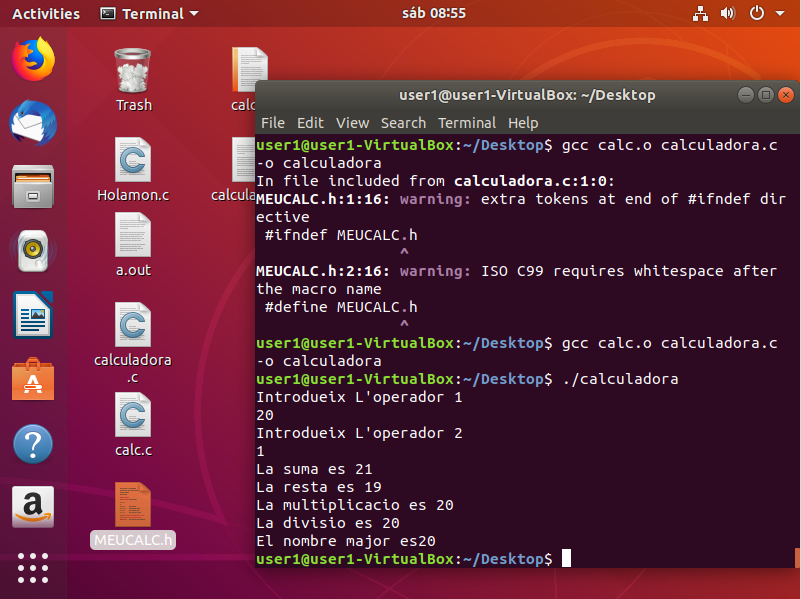 Activities
Terminal
sáb 08:55
Trash
calc
Holamon.c
calcula
a.out
calculadora
.c
calc.c
MEUCALC.h
user1@user1-VirtualBox: ~/Desktop
File Edit View Search Terminal Help
user1@user1-VirtualBox:~/Desktop$ gcc calc.o calculadora.c
-o calculadora
In file included from calculadora.c:1:0:
MEUCALC.h:1:16: warning: extra tokens at end of #ifndef dir
ective
#ifndef MEUCALC.h
^
MEUCALC.h:2:16: warning: ISO C99 requires whitespace after
the macro name
#define MEUCALC.h
^
user1@user1-VirtualBox:~/Desktop$ gcc calc.o calculadora.c
-o calculadora
user1@user1-VirtualBox:~/Desktop$ ./calculadora
Introdueix L'operador 1
20
Introdueix L'operador 2
1
La suma es 21
La resta es 19
La multiplicacio es 20
La divisio es 20
El nombre major es20
user1@user1-VirtualBox:~/Desktop$